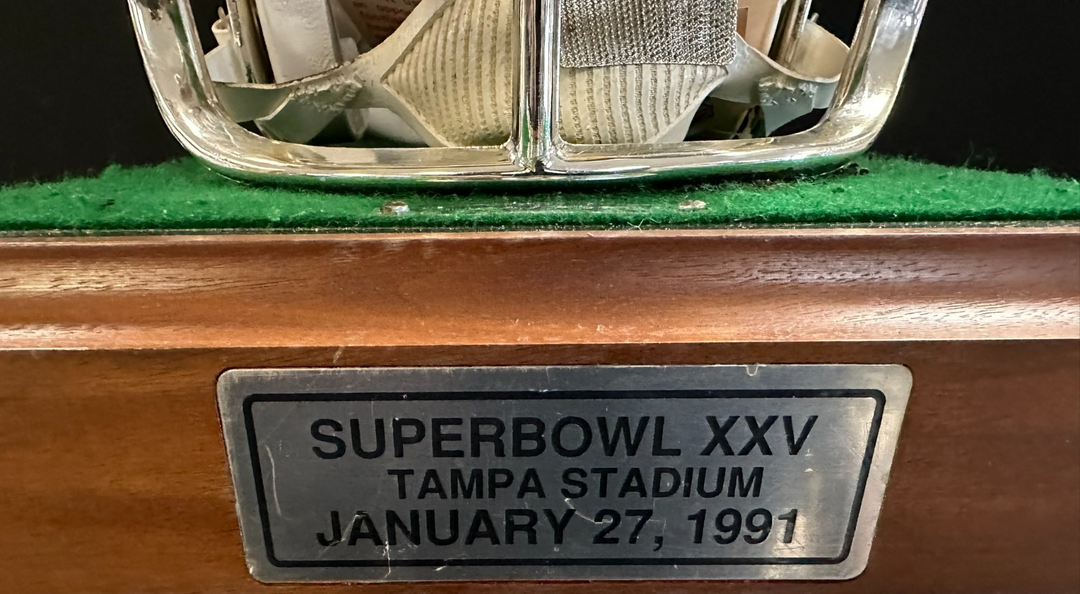 SUPERBOWL XXV
TAMPA STADIUM
JANUARY 27, 1991